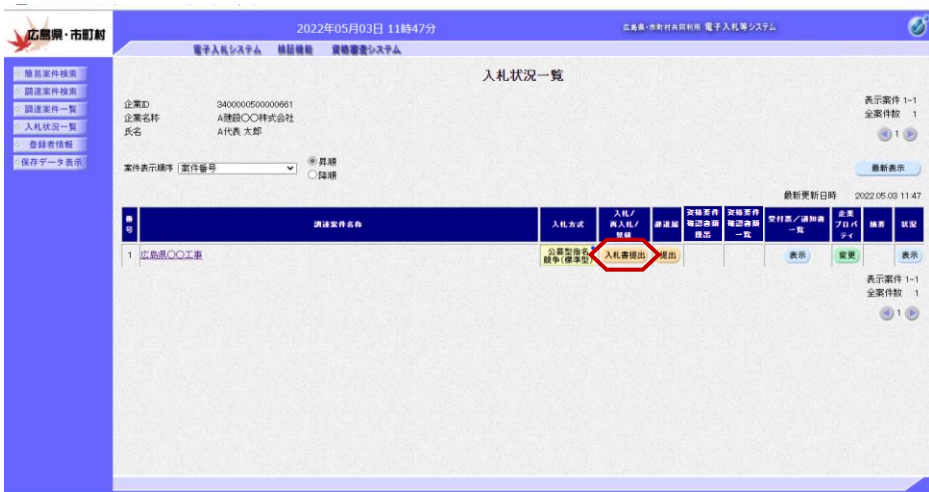 広島県・市町村
2022年05月03日 11時47分
広島県・市町村共同利用 電子入札等システム
電子入札システム 検証機能 資格審査システム
簡易案件検索
調達案件検索
調達案件一覧
入札状況一覧
登録者情報
保存データ表示
入札状況一覧
企業ID 3400000500000661
企業名称 A建設〇〇株式会社
氏名 A代表 太郎
表示案件 1-1
全案件数 1
1
案件表示順序 案件番号
昇順
降順
最新表示
最新更新日時 2022.05.03 11:47
番号 調達案件名称 入札方式 入札/再入札/見積 辞退届 資格要件確認書類提出 資格要件確認書類一覧 受付票/通知書一覧 企業プロパティ 摘要 状況
1 広島県〇〇工事 公募型指名競争(標準型) 入札書提出 提出 表示 変更 表示
表示案件 1-1
全案件数 1
1